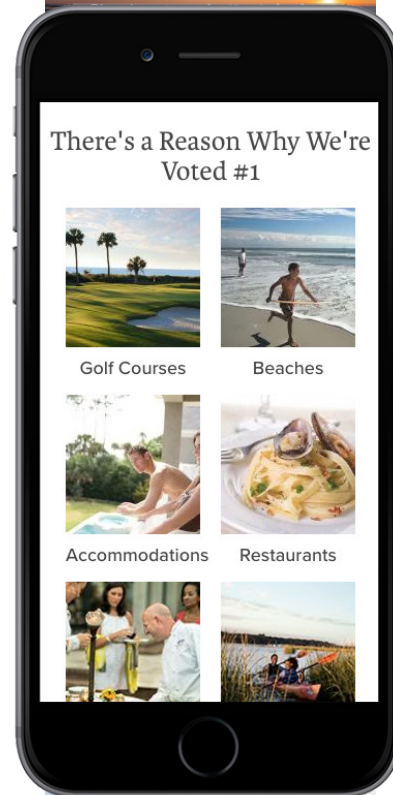 There's a Reason Why We're
Voted #1
Golf Courses
Beaches
Accommodations
Restaurants